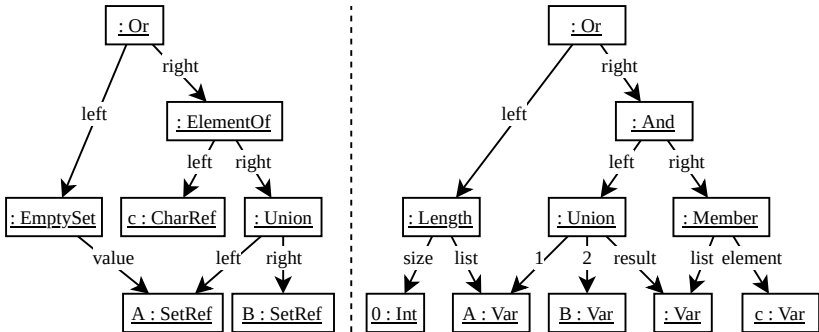 : Or
right
left
: ElementOf
left
right
: EmptySet
c : CharRef
: Union
value
left
right
A : SetRef
B : SetRef
: Or
right
left
: And
left
right
: Length
: Union
: Member
size
list
1
2
result
list
element
0 : Int
A : Var
B : Var
: Var
c : Var